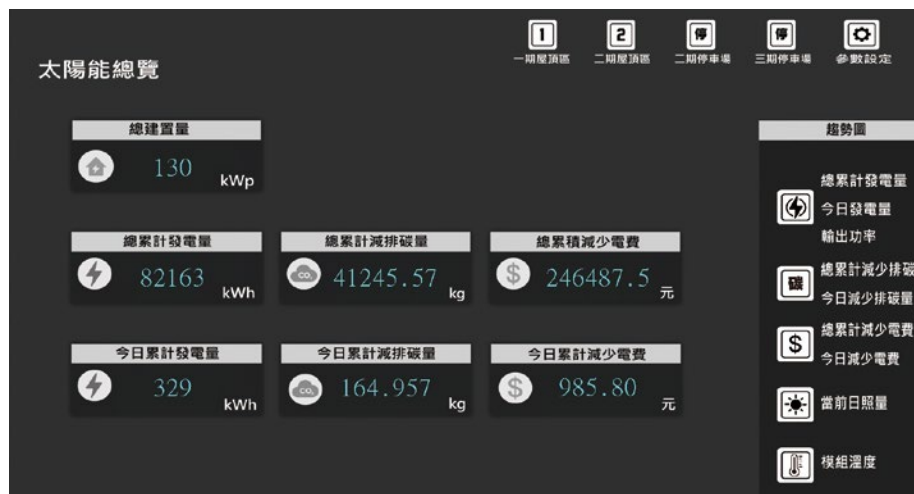 1
2
停
停
一期屋頂區
二期屋頂區
二期停車場
三期停車場
參數設定
太陽能總覽
總建置量
130
kWp
總累計發電量
82163
kWh
總累計減排碳量
CO₂
41245.57
kg
總累積減少電費
$
246487.5
元
今日累計發電量
329
kWh
今日累計減排碳量
CO₂
164.957
kg
今日累計減少電費
$
985.80
元
趨勢圖
總累計發電量
今日發電量
輸出功率
碳
總累計減少排碳
今日減少排碳量
$
總累計減少電費
今日減少電費
當前日照量
模組溫度